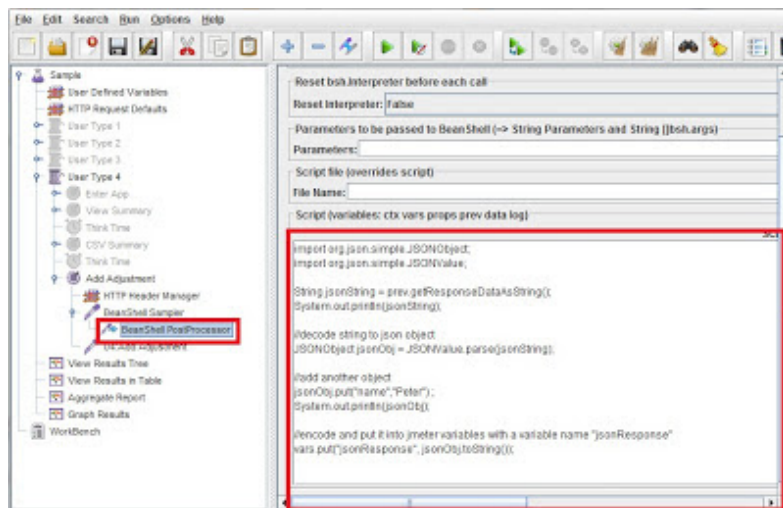 File Edit Search Run Options Help
Sample
User Defined Variables
HTTP Request Defaults
User Type 1
User Type 2
User Type 3
User Type 4
Enter App
View Summary
Think Time
CSV Summary
Think Time
Add Adjustment
HTTP Header Manager
BeanShell Sampler
BeanShell PostProcessor
04 Add Adjustment
View Results Tree
View Results in Table
Aggregate Report
Graph Results
WorkBench
Reset bsh.Interpreter before each call
Reset Interpreter: False
Parameters to be passed to BeanShell (=> String Parameters and String []bsh.args)
Parameters:
Script file (overrides script)
File Name:
Script (variables: ctx vars props prev data log)
import org.json.simple.JSONObject;
import org.json.simple.JSONValue;
String jsonString = prev.getResponseDataAsString();
System.out.println(jsonString);
//decode string to json object
JSONObject jsonObj = JSONValue.parse(jsonString);
//add another object
jsonObj.put("name","Peter");
System.out.println(jsonObj);
//encode and put it into jmeter variables with a variable name "jsonResponse"
vars.put("jsonResponse", jsonObj.toString());